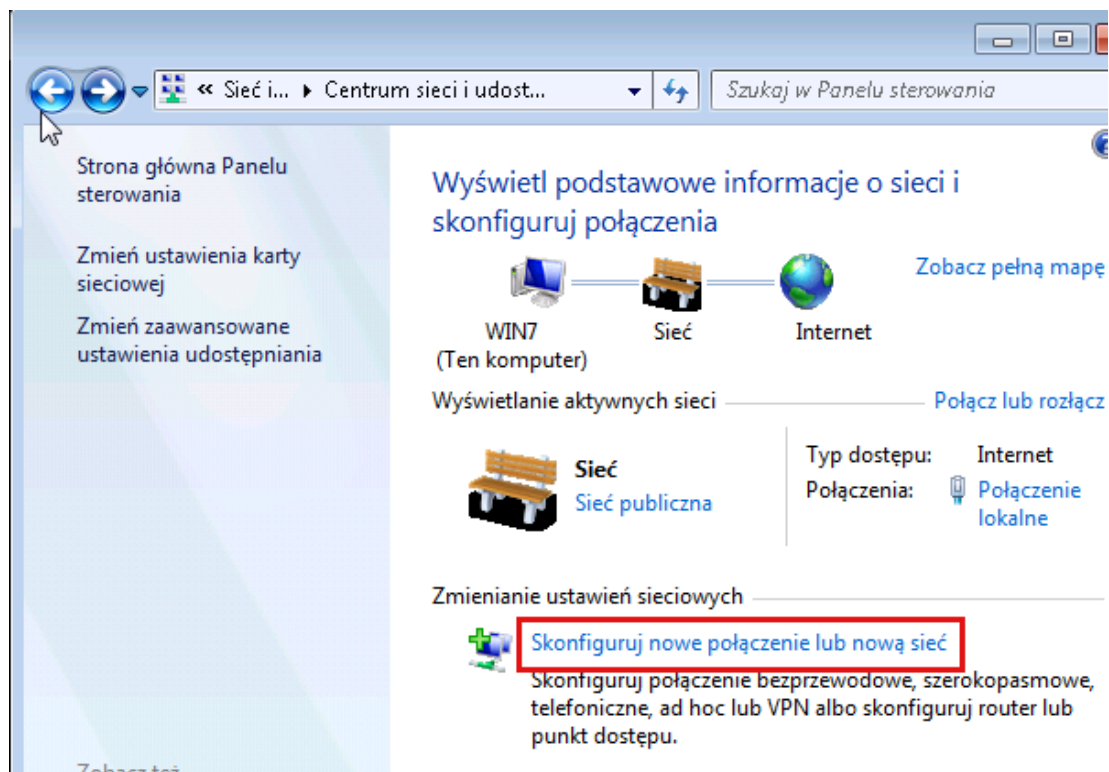 « Sieć i... Centrum sieci i udost...
Szukaj w Panelu sterowania
Strona główna Panelu
sterowania
Zmień ustawienia karty
sieciowej
Zmień zaawansowane
ustawienia udostępniania
Wyświetl podstawowe informacje o sieci i
skonfiguruj połączenia
Zobacz pełną mapę
WIN7
(Ten komputer)
Sieć
Internet
Wyświetlanie aktywnych sieci
Połącz lub rozłącz
Sieć
Sieć publiczna
Typ dostępu: Internet
Połączenia: Połączenie
lokalne
Zmienianie ustawień sieciowych
Skonfiguruj nowe połączenie lub nową sieć
Skonfiguruj połączenie bezprzewodowe, szerokopasmowe,
telefoniczne, ad hoc lub VPN albo skonfiguruj router lub
punkt dostępu.
Zobacz też